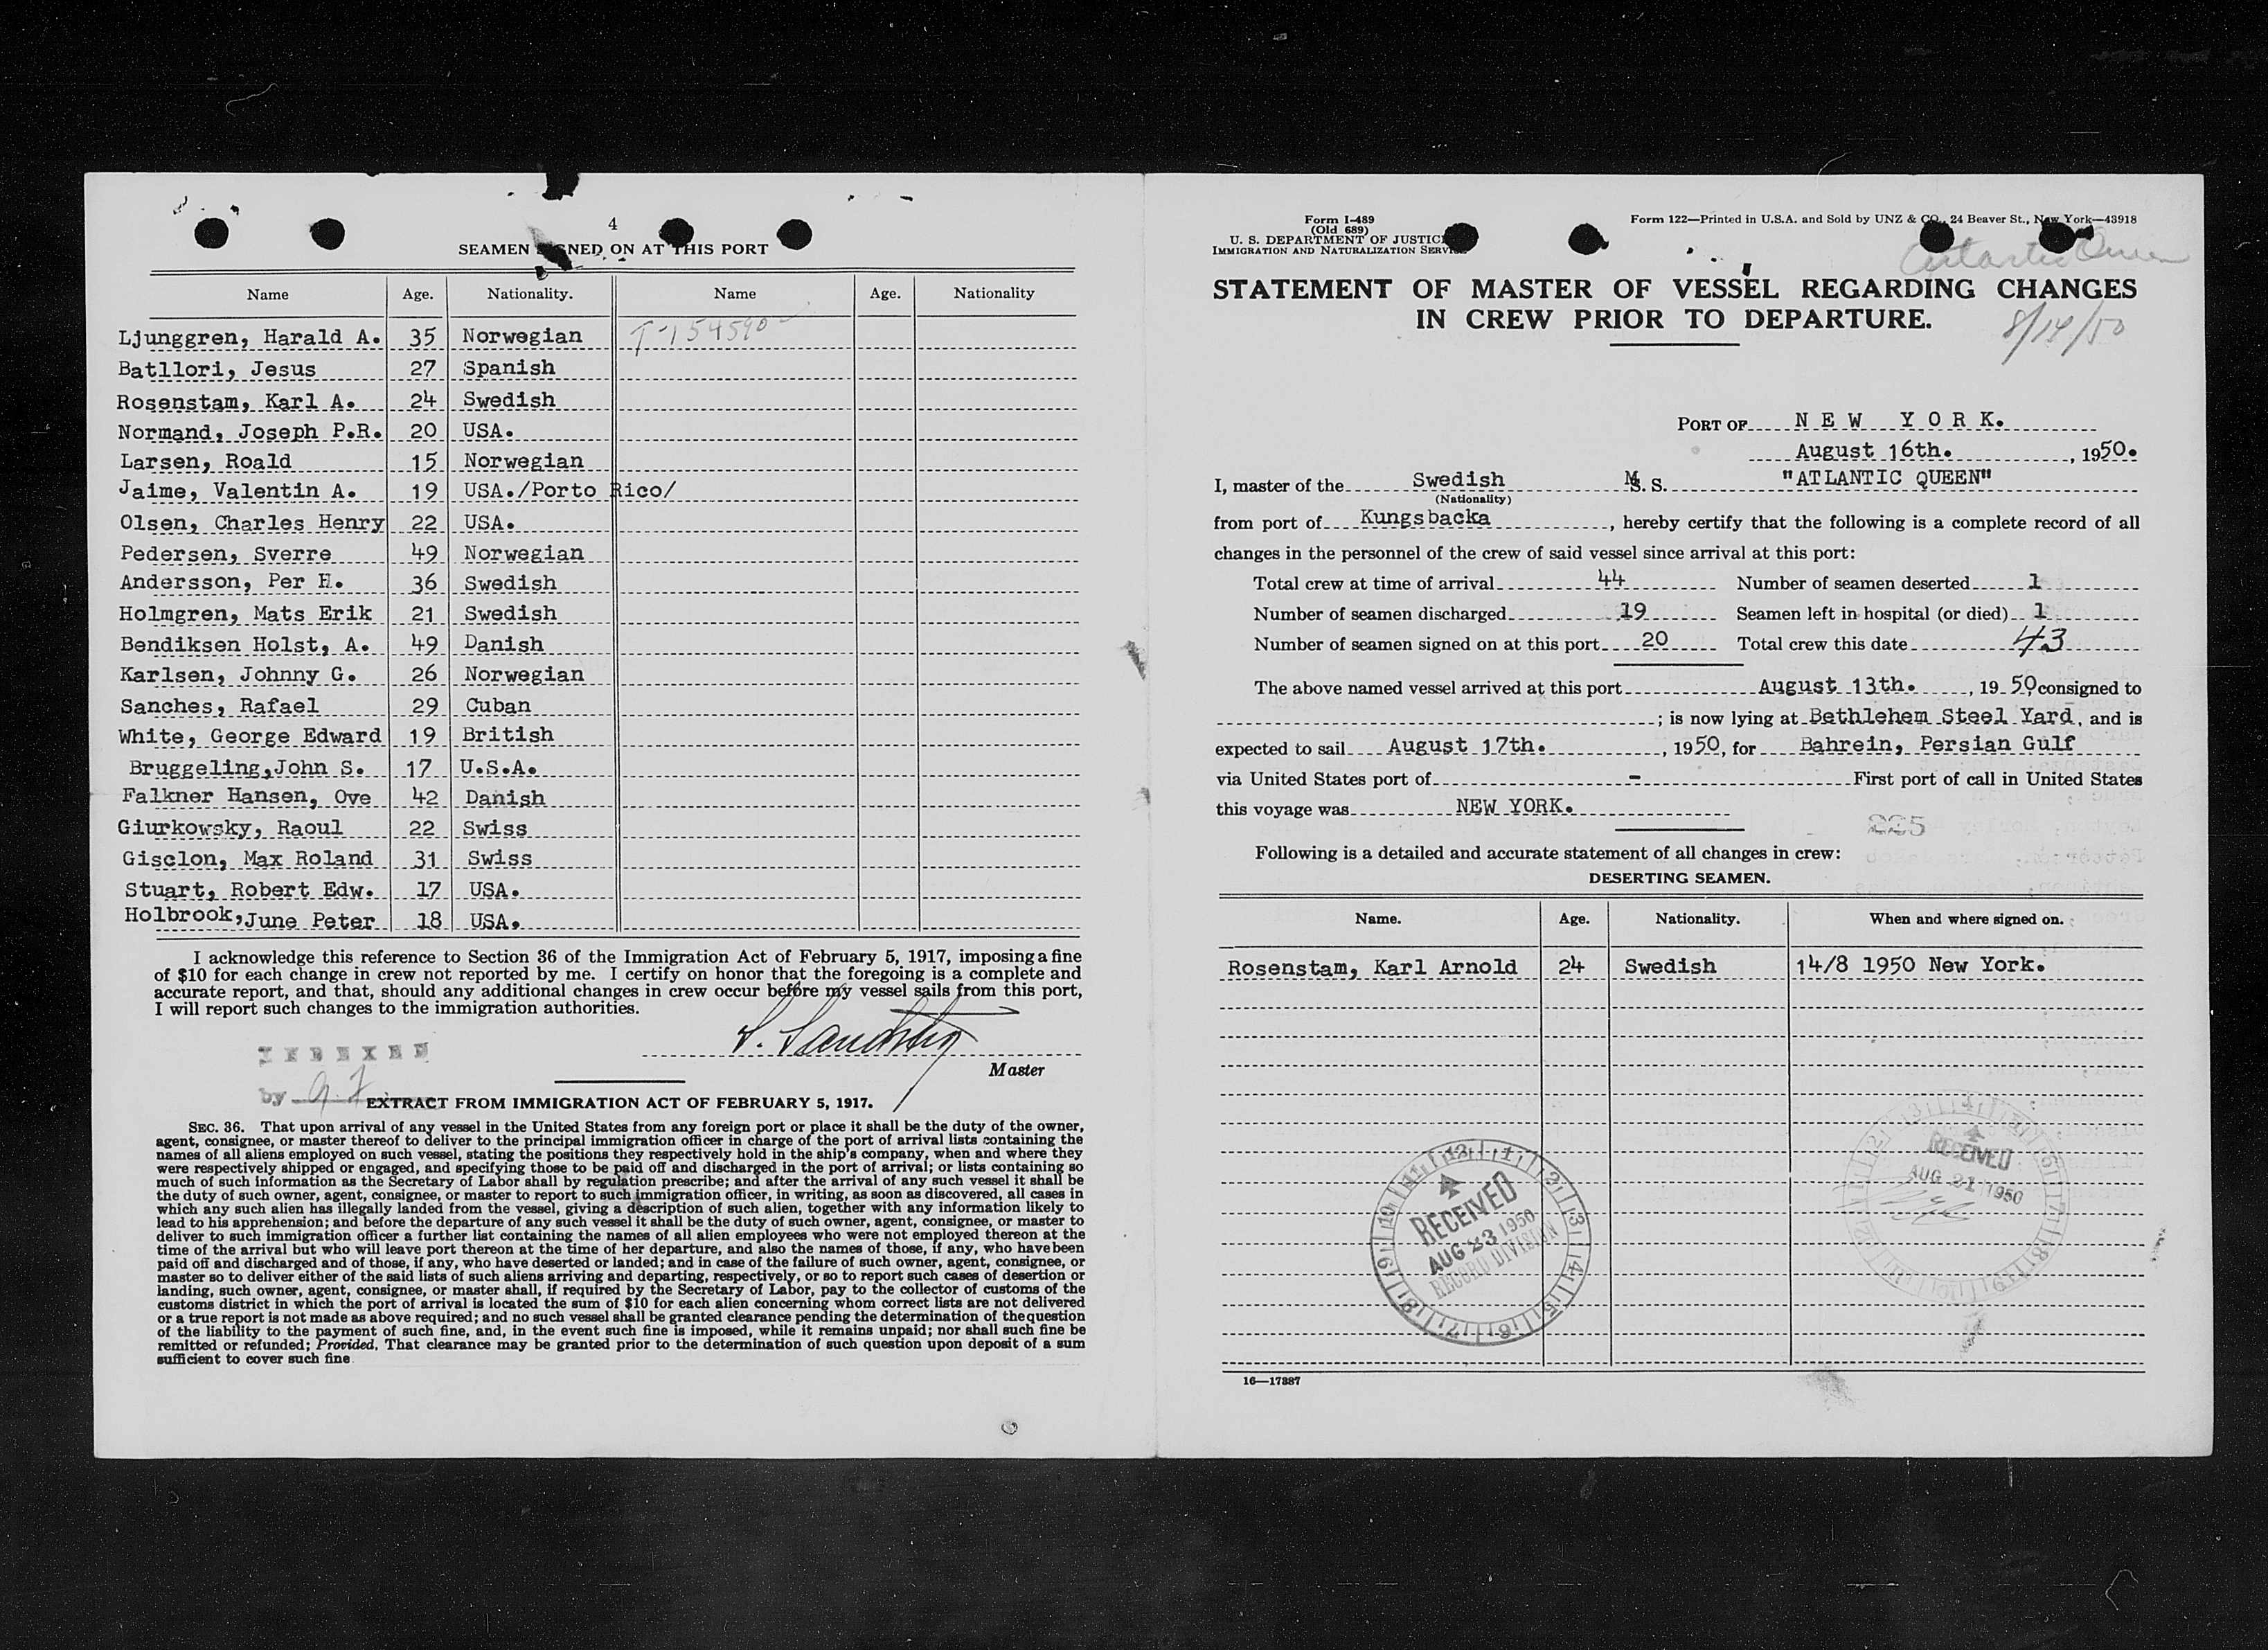 4
SEAMEN SIGNED ON AT THIS PORT
Name Age. Nationality. Name Age. Nationality
Ljunggren, Harald A. 35 Norwegian T-154590
Batllori, Jesus 27 Spanish
Rosenstam, Karl A. 24 Swedish
Normand, Joseph P.R. 20 USA.
Larsen, Roald 15 Norwegian
Jaime, Valentin A. 19 USA./Porto Rico/
Olsen, Charles Henry 22 USA.
Pedersen, Sverre 49 Norwegian
Andersson, Per H. 36 Swedish
Holmgren, Mats Erik 21 Swedish
Bendiksen Holst, A. 49 Danish
Karlsen, Johnny G. 26 Norwegian
Sanches, Rafael 29 Cuban
White, George Edward 19 British
Bruggeling,John S. 17 U.S.A.
Falkner Hansen, Ove 42 Danish
Giurkowsky, Raoul 22 Swiss
Gisclon, Max Roland 31 Swiss
Stuart, Robert Edw. 17 USA.
Holbrook,June Peter 18 USA.
I acknowledge this reference to Section 36 of the Immigration Act of February 5, 1917, imposing a fine
of $10 for each change in crew not reported by me. I certify on honor that the foregoing is a complete and
accurate report, and that, should any additional changes in crew occur before my vessel sails from this port,
I will report such changes to the immigration authorities.
INDEXED
Master
by
EXTRACT FROM IMMIGRATION ACT OF FEBRUARY 5, 1917.
SEC. 36. That upon arrival of any vessel in the United States from any foreign port or place it shall be the duty of the owner,
agent, consignee, or master thereof to deliver to the principal immigration officer in charge of the port of arrival lists containing the
names of all aliens employed on such vessel, stating the positions they respectively hold in the ship's company, when and where they
were respectively shipped or engaged, and specifying those to be paid off and discharged in the port of arrival; or lists containing so
much of such information as the Secretary of Labor shall by regulation prescribe; and after the arrival of any such vessel it shall be
the duty of such owner, agent, consignee, or master to report to such immigration officer, in writing, as soon as discovered, all cases in
which any such alien has illegally landed from the vessel, giving a description of such alien, together with any information likely to
lead to his apprehension; and before the departure of any such vessel it shall be the duty of such owner, agent, consignee, or master to
deliver to such immigration officer a further list containing the names of all alien employees who were not employed thereon at the
time of the arrival but who will leave port thereon at the time of her departure, and also the names of those, if any, who have been
paid off and discharged and of those, if any, who have deserted or landed; and in case of the failure of such owner, agent, consignee, or
master so to deliver either of the said lists of such aliens arriving and departing, respectively, or so to report such cases of desertion or
landing, such owner, agent, consignee, or master shall, if required by the Secretary of Labor, pay to the collector of customs of the
customs district in which the port of arrival is located the sum of $10 for each alien concerning whom correct lists are not delivered
or a true report is not made as above required; and no such vessel shall be granted clearance pending the determination of the question
of the liability to the payment of such fine, and, in the event such fine is imposed, while it remains unpaid; nor shall such fine be
remitted or refunded; Provided, That clearance may be granted prior to the determination of such question upon deposit of a sum
sufficient to cover such fine
Form I-489
(Old 689)
U. S. DEPARTMENT OF JUSTICE
IMMIGRATION AND NATURALIZATION SERVICE
Form 122—Printed in U.S.A. and Sold by UNZ & CO., 24 Beaver St., New York—43918
Queen
STATEMENT OF MASTER OF VESSEL REGARDING CHANGES
IN CREW PRIOR TO DEPARTURE.
8/14/50
PORT OF NEW YORK.
August 16th., 1950.
I, master of the Swedish M.S. "ATLANTIC QUEEN"
(Nationality)
from port of Kungsbacka, hereby certify that the following is a complete record of all
changes in the personnel of the crew of said vessel since arrival at this port:
Total crew at time of arrival 44 Number of seamen deserted 1
Number of seamen discharged 19 Seamen left in hospital (or died) 1
Number of seamen signed on at this port 20 Total crew this date 43
The above named vessel arrived at this port August 13th., 1950 consigned to
; is now lying at Bethlehem Steel Yard, and is
expected to sail August 17th., 1950, for Bahrein, Persian Gulf
via United States port of - First port of call in United States
this voyage was NEW YORK.
225
Following is a detailed and accurate statement of all changes in crew:
DESERTING SEAMEN.
Name. Age. Nationality. When and where signed on.
Rosenstam, Karl Arnold 24 Swedish 14/8 1950 New York.
RECEIVED
AUG 23 1950
RECORD DIVISION
RECEIVED
AUG 21 1950
16—17887